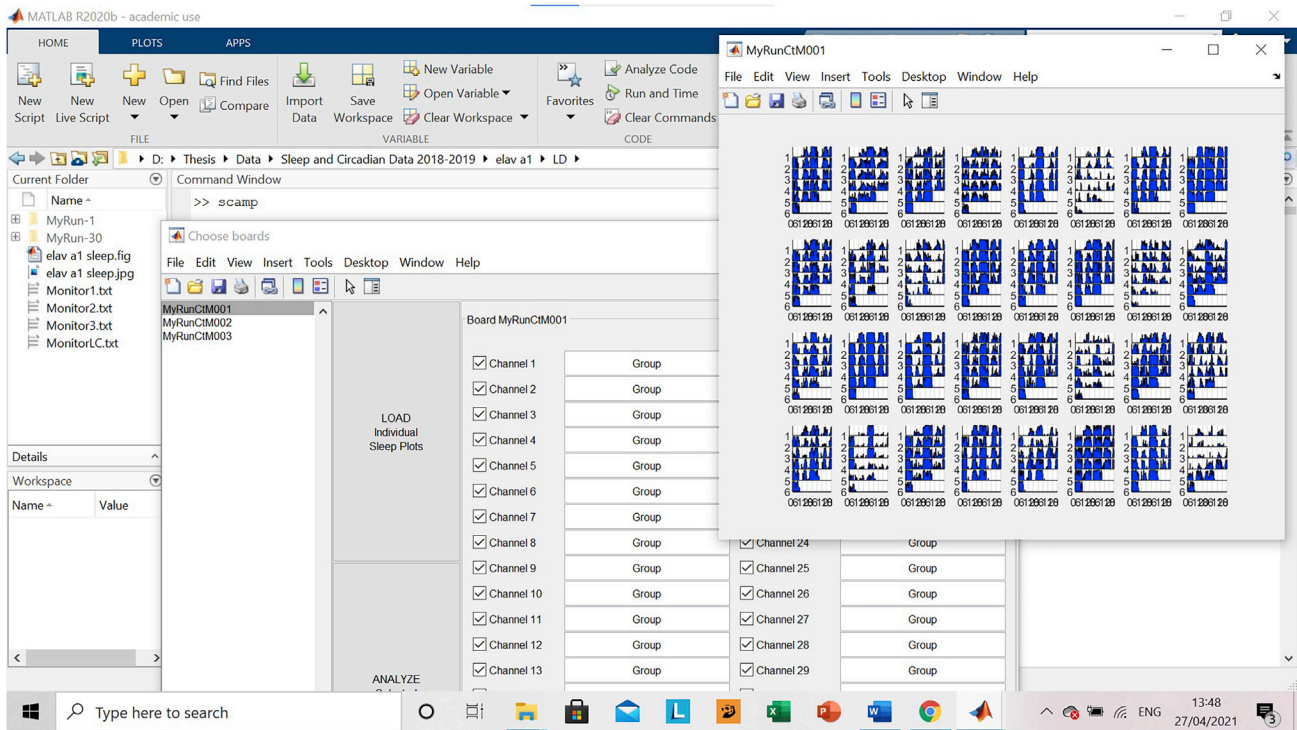 MATLAB R2020b - academic use
HOME PLOTS APPS
New Script
New Live Script
New
Open
Find Files
Compare
Import Data
Save Workspace
New Variable
Open Variable
Clear Workspace
Favorites
Analyze Code
Run and Time
Clear Commands
FILE VARIABLE CODE
D: Thesis Data Sleep and Circadian Data 2018-2019 elav a1 LD
Current Folder
Name
MyRun-1
MyRun-30
elav a1 sleep.fig
elav a1 sleep.jpg
Monitor1.txt
Monitor2.txt
Monitor3.txt
MonitorLC.txt
Details
Workspace
Name Value
Command Window
>> scamp
Choose boards
File Edit View Insert Tools Desktop Window Help
MyRunCtM001
MyRunCtM002
MyRunCtM003
LOAD
Individual
Sleep Plots
ANALYZE
Board MyRunCtM001
Channel 1 Group
Channel 2 Group
Channel 3 Group
Channel 4 Group
Channel 5 Group
Channel 6 Group
Channel 7 Group
Channel 8 Group Channel 24 Group
Channel 9 Group Channel 25 Group
Channel 10 Group Channel 26 Group
Channel 11 Group Channel 27 Group
Channel 12 Group Channel 28 Group
Channel 13 Group Channel 29 Group
MyRunCtM001
File Edit View Insert Tools Desktop Window Help
1
2
3
4
5
6
Type here to search
ENG
13:48
27/04/2021
3